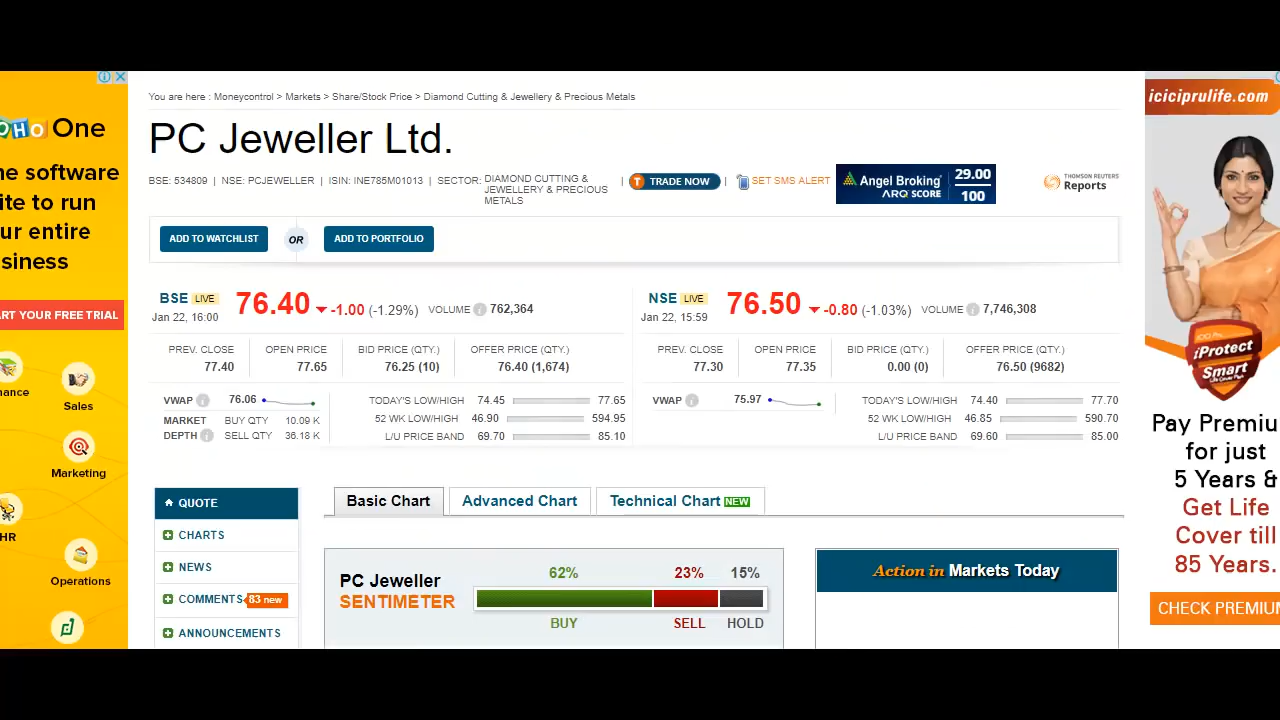 You are here : Moneycontrol > Markets > Share/Stock Price > Diamond Cutting & Jewellery & Precious Metals
PC Jeweller Ltd.
BSE: 534809 | NSE: PCJEWELLER | ISIN: INE785M01013 | SECTOR: DIAMOND CUTTING & JEWELLERY & PRECIOUS METALS | T TRADE NOW | SET SMS ALERT
Angel Broking ARQ SCORE 29.00 100
THOMSON REUTERS
Reports
ADD TO WATCHLIST OR ADD TO PORTFOLIO
BSE LIVE 76.40 -1.00 (-1.29%) VOLUME 762,364
Jan 22, 16:00
PREV. CLOSE OPEN PRICE BID PRICE (QTY.) OFFER PRICE (QTY.)
77.40 77.65 76.25 (10) 76.40 (1,674)
VWAP 76.06 TODAY'S LOW/HIGH 74.45 77.65
MARKET DEPTH BUY QTY 10.09 K 52 WK LOW/HIGH 46.90 594.95
SELL QTY 36.18 K L/U PRICE BAND 69.70 85.10
NSE LIVE 76.50 -0.80 (-1.03%) VOLUME 7,746,308
Jan 22, 15:59
PREV. CLOSE OPEN PRICE BID PRICE (QTY.) OFFER PRICE (QTY.)
77.30 77.35 0.00 (0) 76.50 (9682)
VWAP 75.97 TODAY'S LOW/HIGH 74.40 77.70
52 WK LOW/HIGH 46.85 590.70
L/U PRICE BAND 69.60 85.00
QUOTE
CHARTS
NEWS
COMMENTS 83 new
ANNOUNCEMENTS
Basic Chart Advanced Chart Technical Chart NEW
PC Jeweller
SENTIMETER
62% 23% 15%
BUY SELL HOLD
Action in Markets Today
OHO One
he software
ite to run
ur entire
siness
ART YOUR FREE TRIAL
nance
Sales
Marketing
HR
Operations
iciciprulife.com
iProtect
Smart
Pay Premiu
for just
5 Years &
Get Life
Cover till
85 Years.
CHECK PREMIUM